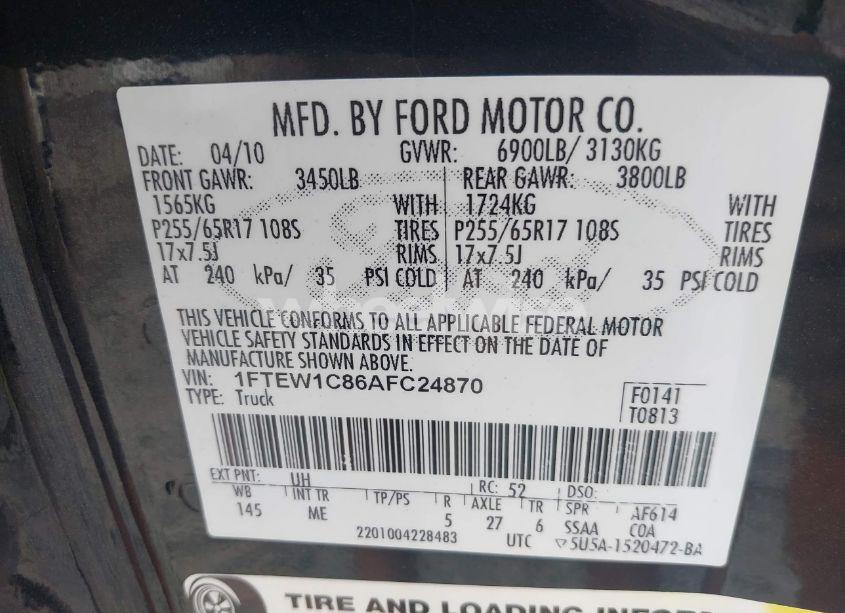 MFD. BY FORD MOTOR CO.
DATE: 04/10 GVWR: 6900LB/ 3130KG
FRONT GAWR: 3450LB REAR GAWR: 3800LB
1565KG WITH 1724KG WITH
P255/65R17 108S TIRES P255/65R17 108S TIRES
17x7.5J RIMS 17x7.5J RIMS
AT 240 kPa/ 35 PSI COLD AT 240 kPa/ 35 PSI COLD
THIS VEHICLE CONFORMS TO ALL APPLICABLE FEDERAL MOTOR
VEHICLE SAFETY STANDARDS IN EFFECT ON THE DATE OF
MANUFACTURE SHOWN ABOVE.
VIN: 1FTEW1C86AFC24870
TYPE: Truck
F0141
T0813
EXT PNT: UH RC: 52 DSO:
WB INT TR TP/PS R AXLE TR SPR AF614
145 ME 5 27 6 SSAA COA
2201004228483 UTC ▽5U5A-1520472-BA
TIRE AND LOADING